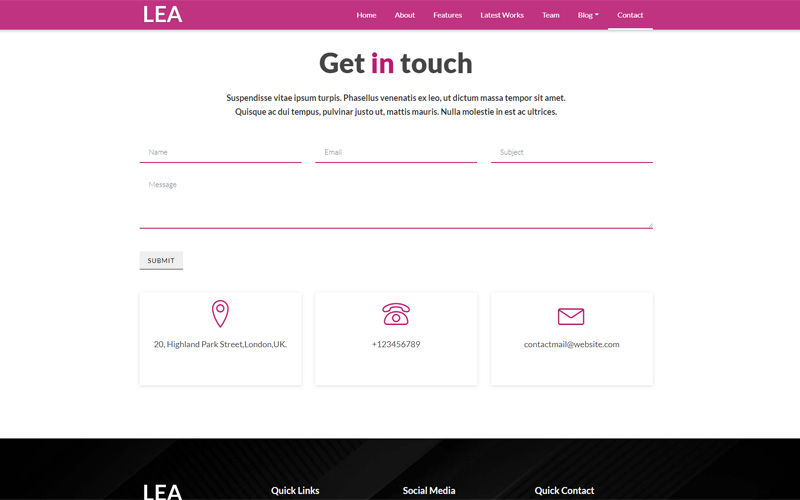 LEA
Home About Features Latest Works Team Blog Contact
Get in touch
Suspendisse vitae ipsum turpis. Phasellus venenatis ex leo, ut dictum massa tempor sit amet.
Quisque ac dui tempus, pulvinar justo ut, mattis mauris. Nulla molestie in est ac ultrices.
Name Email Subject
Message
SUBMIT
20, Highland Park Street,London,UK.
+123456789
contactmail@website.com
LEA
Quick Links
Social Media
Quick Contact